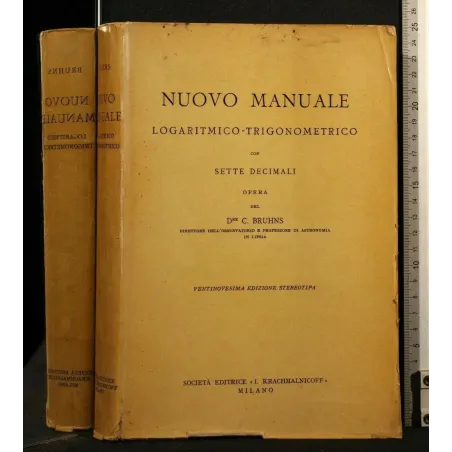 NUOVO MANUALE
LOGARITMICO-TRIGONOMETRICO
CON
SETTE DECIMALI
OPERA
DEL
Dre C. BRUHNS
DIRETTORE DELL'OSSERVATORIO E PROFESSORE DI ASTRONOMIA
IN LIPSIA
VENTINOVESIMA EDIZIONE STEREOTIPA
SOCIETÀ EDITRICE «I. KRACHMALNICOFF»
MILANO
BRUHNS
NUOVO
MANUALE